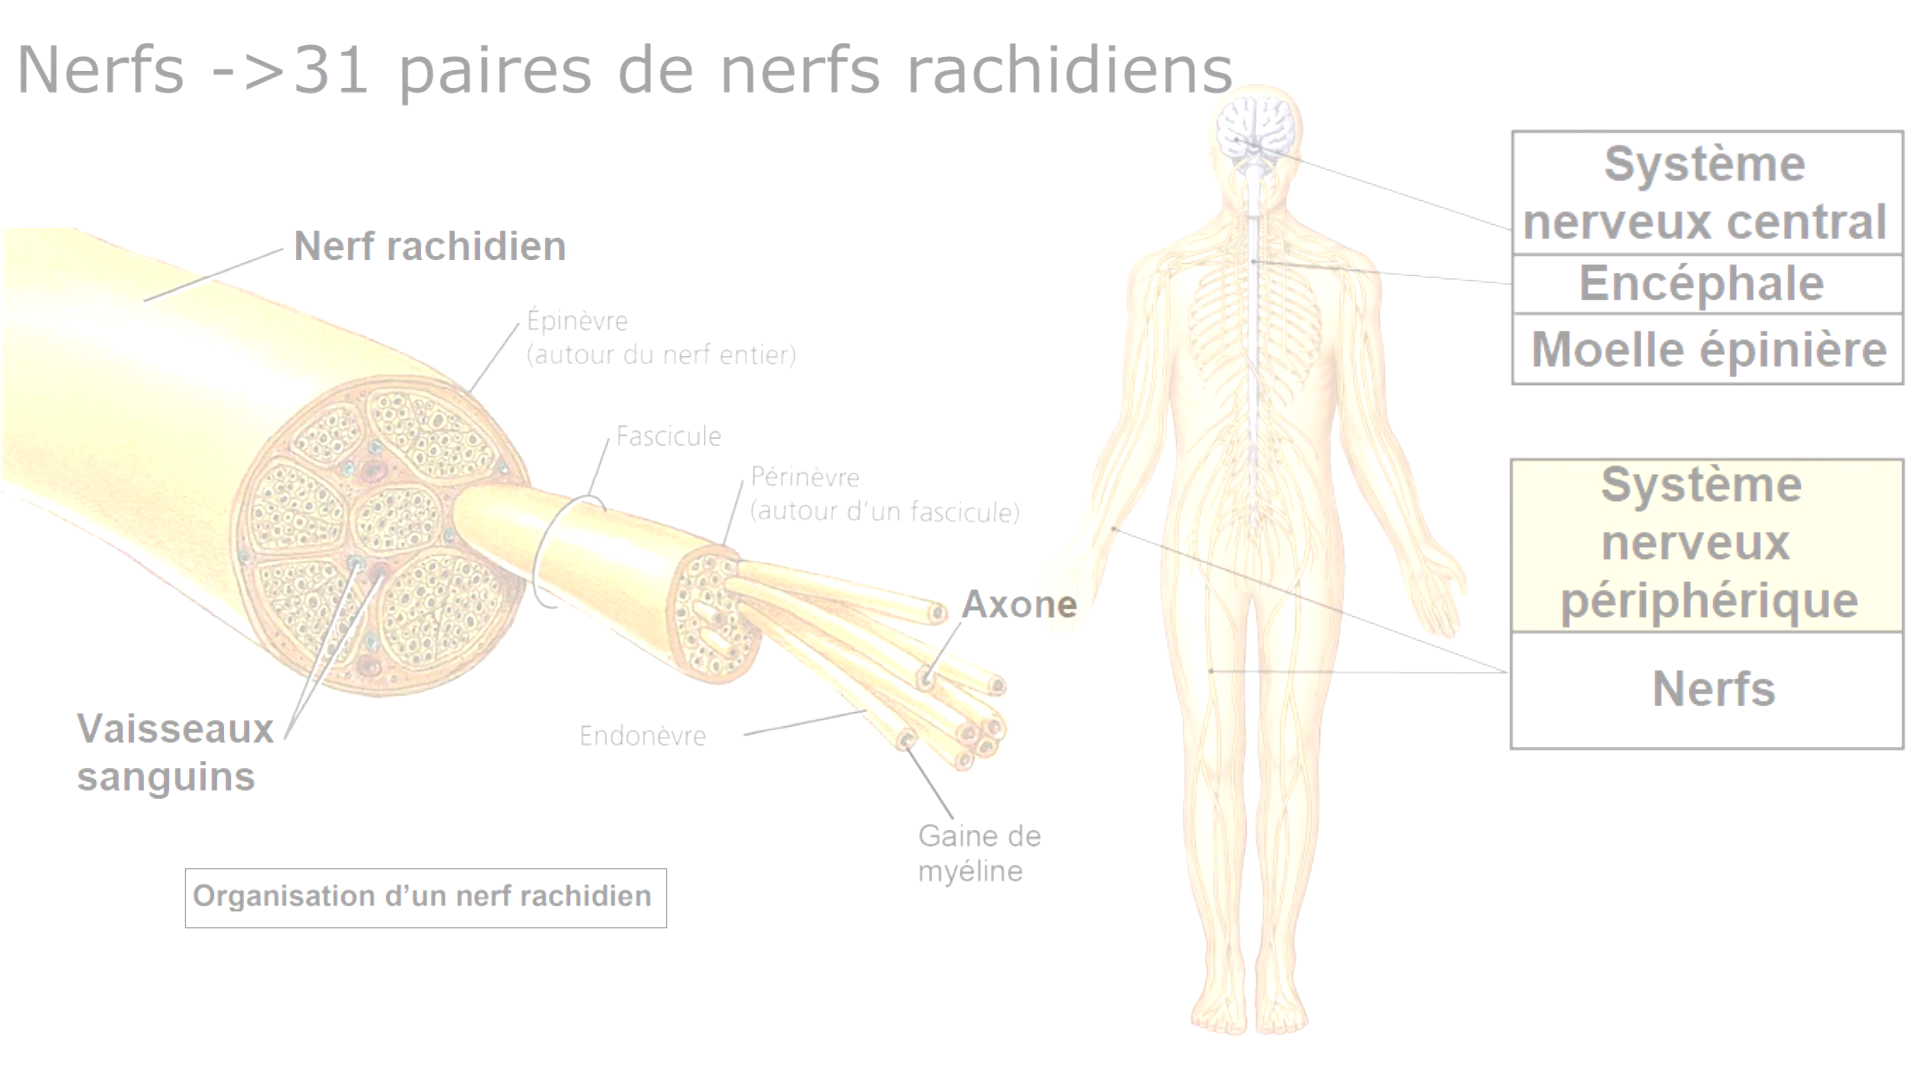 Nerfs ->31 paires de nerfs rachidiens
Système
nerveux central
Encéphale
Moelle épinière
Nerf rachidien
Épinèvre
(autour du nerf entier)
Fascicule
Périnèvre
(autour d'un fascicule)
Système
nerveux
périphérique
Nerfs
Axone
Vaisseaux
sanguins
Endonèvre
Gaine de
myéline
Organisation d’un nerf rachidien